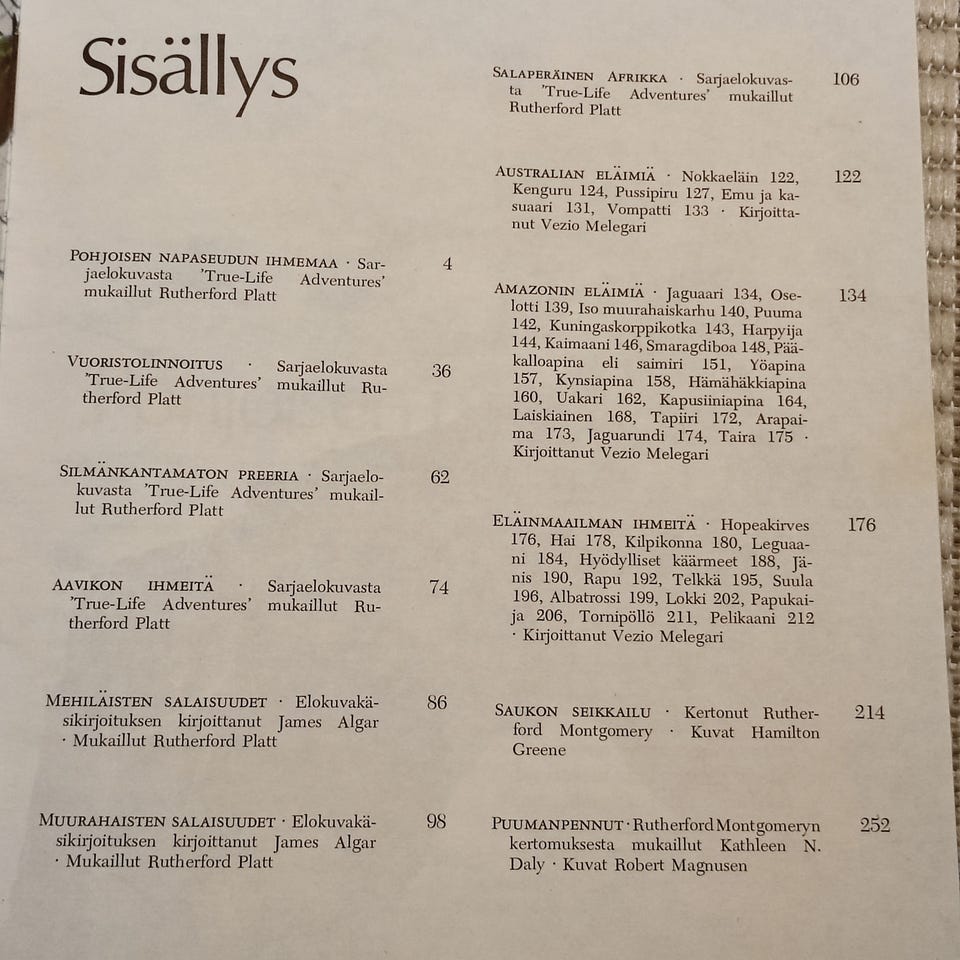 Sisällys
POHJOISEN NAPASEUDUN IHMEMAA · Sar- 4
jaelokuvasta 'True-Life Adventures'
mukaillut Rutherford Platt
VUORISTOLINNOITUS · Sarjaelokuvasta 36
'True-Life Adventures' mukaillut Ru-
therford Platt
SILMÄNKANTAMATON PREERIA · Sarjaelo- 62
kuvasta 'True-Life Adventures' mukail-
lut Rutherford Platt
AAVIKON IHMEITÄ · Sarjaelokuvasta 74
'True-Life Adventures' mukaillut Ru-
therford Platt
MEHILÄISTEN SALAISUUDET · Elokuvakä- 86
sikirjoituksen kirjoittanut James Algar
· Mukaillut Rutherford Platt
MUURAHAISTEN SALAISUUDET · Elokuvakä- 98
sikirjoituksen kirjoittanut James Algar
· Mukaillut Rutherford Platt
SALAPERÄINEN AFRIKKA · Sarjaelokuvas- 106
ta 'True-Life Adventures' mukaillut
Rutherford Platt
AUSTRALIAN ELÄIMIÄ · Nokkaeläin 122, 122
Kenguru 124, Pussipiru 127, Emu ja ka-
suaari 131, Vompatti 133 · Kirjoitta-
nut Vezio Melegari
AMAZONIN ELÄIMIÄ · Jaguaari 134, Ose- 134
lotti 139, Iso muurahaiskarhu 140, Puuma
142, Kuningaskorppikotka 143, Harpyija
144, Kaimaani 146, Smaragdiboa 148, Pää-
kalloapina eli saimiri 151, Yöapina
157, Kynsiapina 158, Hämähäkkiapina
160, Uakari 162, Kapusiiniapina 164,
Laiskiainen 168, Tapiiri 172, Arapai-
ma 173, Jaguarundi 174, Taira 175 ·
Kirjoittanut Vezio Melegari
ELÄINMAAILMAN IHMEITÄ · Hopeakirves 176
176, Hai 178, Kilpikonna 180, Leguaa-
ni 184, Hyödylliset käärmeet 188, Jä-
nis 190, Rapu 192, Telkkä 195, Suula
196, Albatrossi 199, Lokki 202, Papukai-
ja 206, Tornipöllö 211, Pelikaani 212
· Kirjoittanut Vezio Melegari
SAUKON SEIKKAILU · Kertonut Ruther- 214
ford Montgomery · Kuvat Hamilton
Greene
PUUMANPENNUT · Rutherford Montgomeryn 252
kertomuksesta mukaillut Kathleen N.
Daly · Kuvat Robert Magnusen